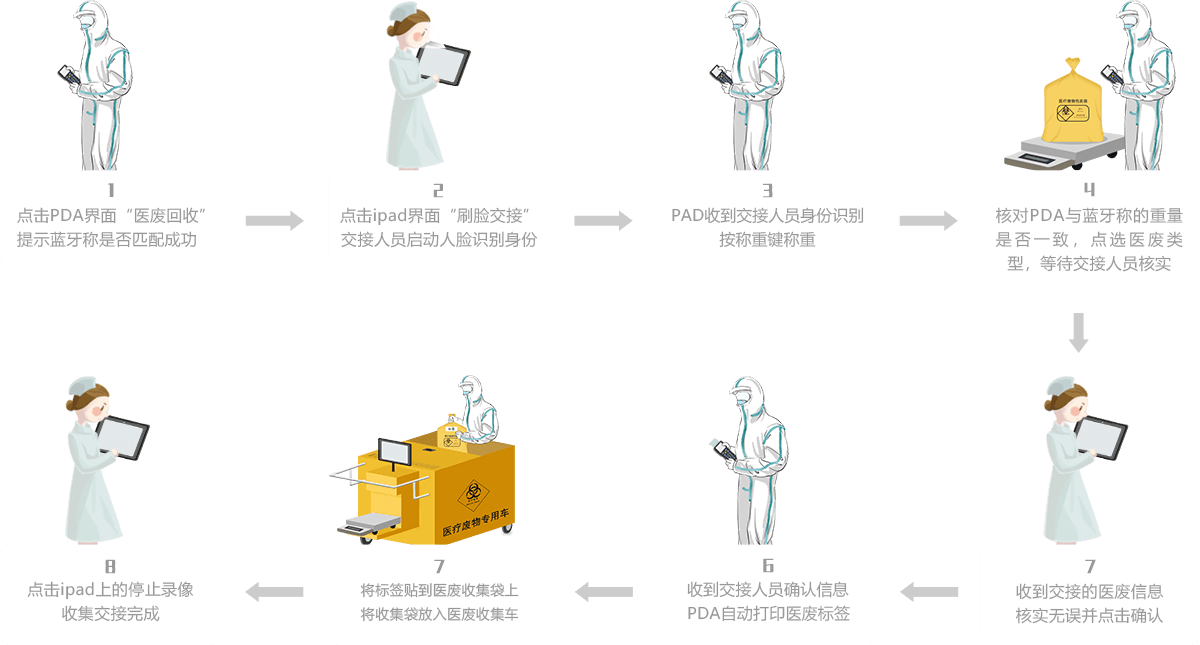 1
点击PDA界面“医废回收”
提示蓝牙称是否匹配成功
2
点击ipad界面“刷脸交接”
交接人员启动人脸识别身份
3
PAD收到交接人员身份识别
按称重键称重
4
核对PDA与蓝牙称的重量
是否一致，点选医废类
型，等待交接人员核实
7
收到交接的医废信息
核实无误并点击确认
6
收到交接人员确认信息
PDA自动打印医废标签
医疗废物专用车
7
将标签贴到医废收集袋上
将收集袋放入医废收集车
8
点击ipad上的停止录像
收集交接完成